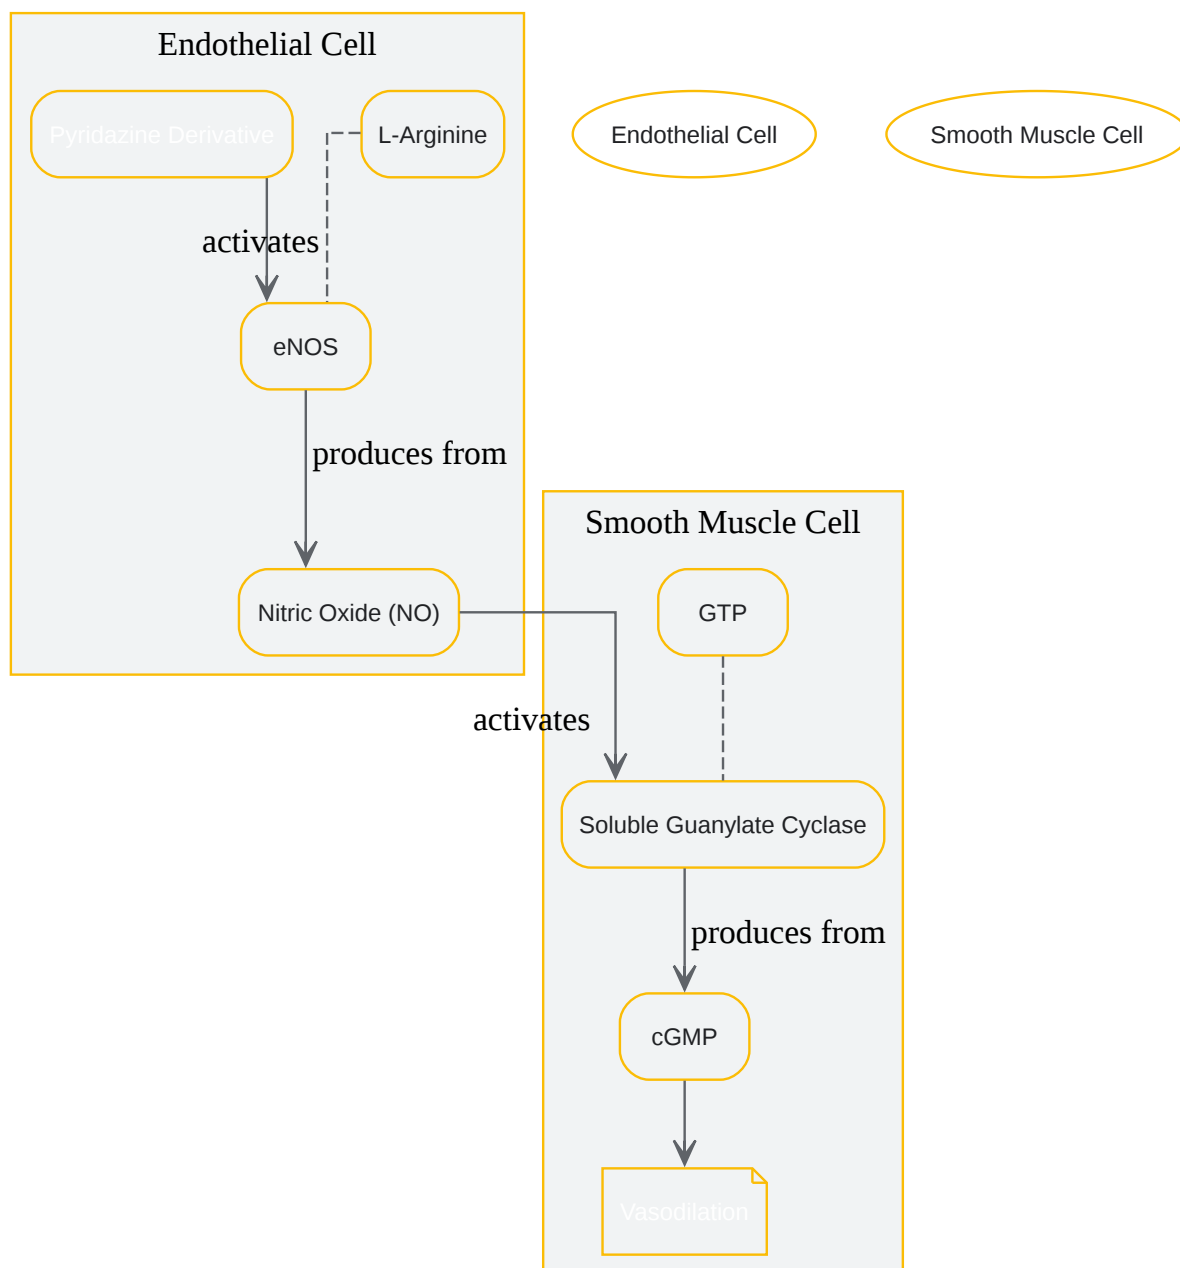 Endothelial Cell
Pyridazine Derivative
L-Arginine
Endothelial Cell
Smooth Muscle Cell
activates
eNOS
produces from
Smooth Muscle Cell
Nitric Oxide (NO)
GTP
activates
Soluble Guanylate Cyclase
produces from
cGMP
Vasodilation